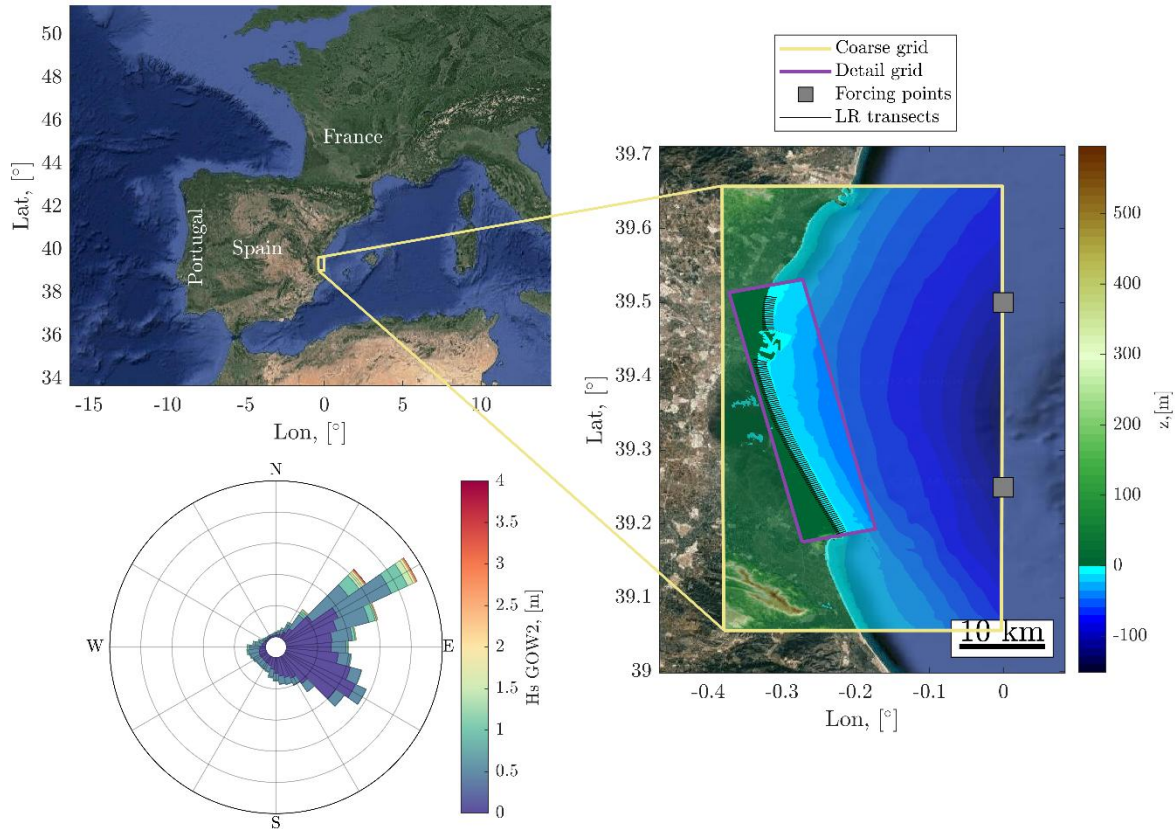 50
48
46
44
42
40
38
36
34
Lat, [°]
France
Portugal
Spain
-15
-10
-5
0
5
10
Lon, [°]
Coarse grid
Detail grid
Forcing points
LR transects
39.7
39.6
39.5
39.4
39.3
39.2
39.1
39
Lat, [°]
10 km
-0.4
-0.3
-0.2
-0.1
0
Lon, [°]
500
400
300
200
100
0
-100
z,[m]
N
W
E
S
4
3.5
3
2.5
2
1.5
1
0.5
0
Hs GOW2, [m]